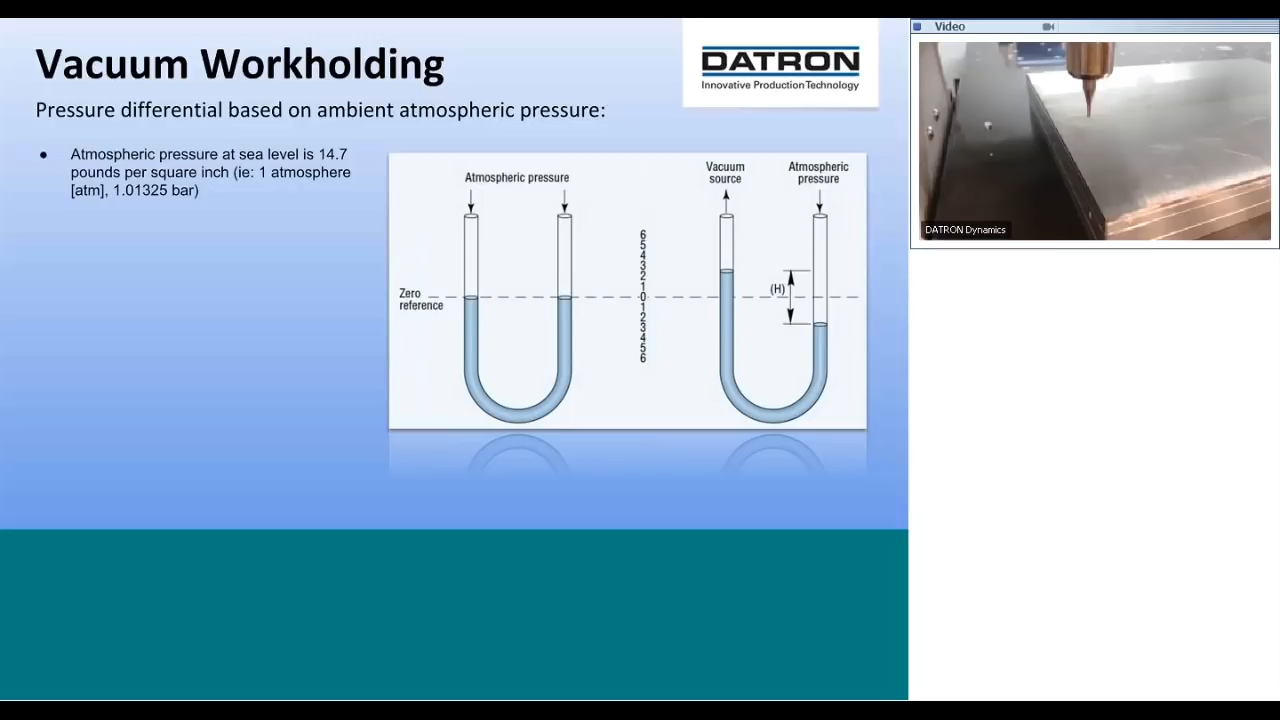 Vacuum Workholding
DATRON
Innovative Production Technology
Pressure differential based on ambient atmospheric pressure:
● Atmospheric pressure at sea level is 14.7
pounds per square inch (ie: 1 atmosphere
[atm], 1.01325 bar)
Atmospheric pressure
Zero
reference
6
5
4
3
2
1
0
1
2
3
4
5
6
Vacuum
source
Atmospheric
pressure
(H)
Video
DATRON Dynamics